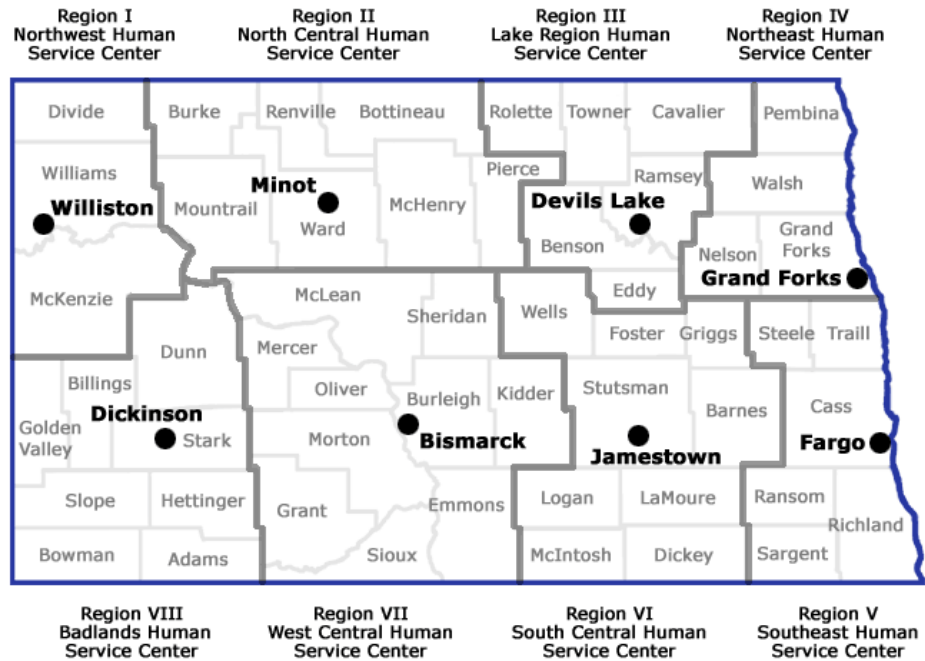 Region I
Northwest Human
Service Center
Region II
North Central Human
Service Center
Region III
Lake Region Human
Service Center
Region IV
Northeast Human
Service Center
Divide
Burke
Renville
Bottineau
Rolette
Towner
Cavalier
Pembina
Williams
Williston
Mountrail
Minot
Ward
McHenry
Pierce
Ramsey
Devils Lake
Benson
Walsh
Nelson
Grand
Forks
Grand Forks
McKenzie
McLean
Sheridan
Wells
Eddy
Foster
Griggs
Steele
Traill
Dunn
Mercer
Billings
Oliver
Burleigh
Kidder
Stutsman
Barnes
Cass
Golden
Valley
Dickinson
Stark
Morton
Bismarck
Jamestown
Fargo
Slope
Hettinger
Grant
Emmons
Logan
LaMoure
Ransom
Richland
Bowman
Adams
Sioux
McIntosh
Dickey
Sargent
Region VIII
Badlands Human
Service Center
Region VII
West Central Human
Service Center
Region VI
South Central Human
Service Center
Region V
Southeast Human
Service Center